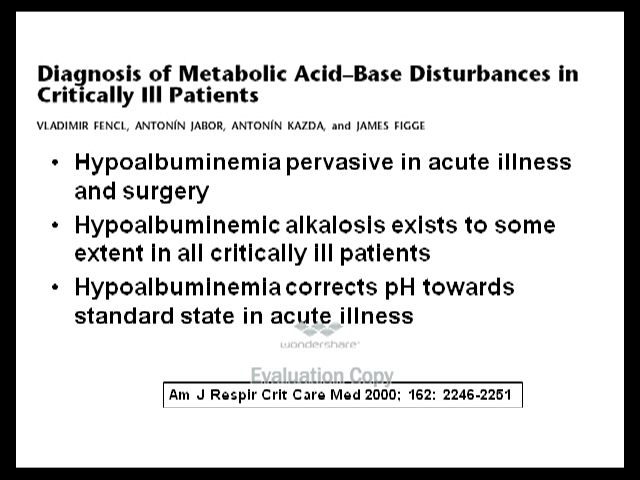 Diagnosis of Metabolic Acid–Base Disturbances in
Critically Ill Patients
VLADIMIR FENCL, ANTONÍN JABOR, ANTONÍN KAZDA, and JAMES FIGGE
• Hypoalbuminemia pervasive in acute illness
and surgery
• Hypoalbuminemic alkalosis exists to some
extent in all critically ill patients
• Hypoalbuminemia corrects pH towards
standard state in acute illness
wondershare
Evaluation Copy
Am J Respir Crit Care Med 2000; 162: 2246-2251